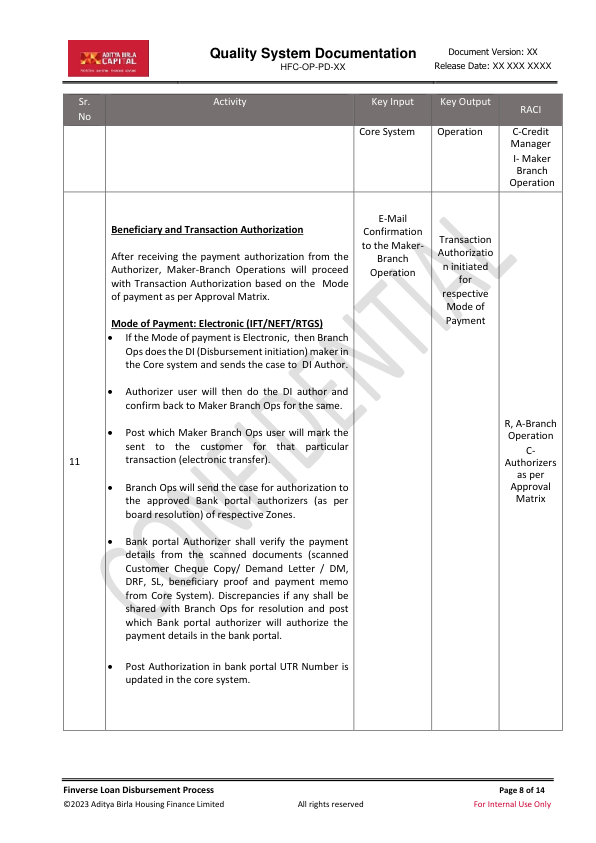 ADITYA BIRLA
CAPITAL
Quality System Documentation
HFC-OP-PD-XX
Document Version: XX
Release Date: XX XXX XXXX
Sr.
No
Activity
Key Input
Key Output
RACI
Core System
Operation
C-Credit
Manager
I- Maker
Branch
Operation
11
Beneficiary and Transaction Authorization
After receiving the payment authorization from the
Authorizer, Maker-Branch Operations will proceed
with Transaction Authorization based on the Mode
of payment as per Approval Matrix.
Mode of Payment: Electronic (IFT/NEFT/RTGS)
• If the Mode of payment is Electronic, then Branch
Ops does the DI (Disbursement initiation) maker in
the Core system and sends the case to DI Author.
• Authorizer user will then do the DI author and
confirm back to Maker Branch Ops for the same.
• Post which Maker Branch Ops user will mark the
sent to the customer for that particular
transaction (electronic transfer).
• Branch Ops will send the case for authorization to
the approved Bank portal authorizers (as per
board resolution) of respective Zones.
• Bank portal Authorizer shall verify the payment
details from the scanned documents (scanned
Customer Cheque Copy/ Demand Letter / DM,
DRF, SL, beneficiary proof and payment memo
from Core System). Discrepancies if any shall be
shared with Branch Ops for resolution and post
which Bank portal authorizer will authorize the
payment details in the bank portal.
• Post Authorization in bank portal UTR Number is
updated in the core system.
E-Mail
Confirmation
to the Maker-
Branch
Operation
Transaction
Authorizatio
n initiated
for
respective
Mode of
Payment
R, A-Branch
Operation
C-
Authorizers
as per
Approval
Matrix
CONFIDENTIAL
Finverse Loan Disbursement Process
Page 8 of 14
©2023 Aditya Birla Housing Finance Limited
All rights reserved
For Internal Use Only